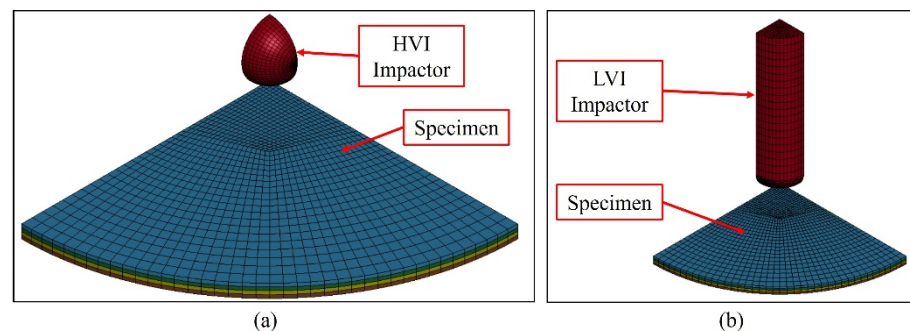 HVI
Impactor
Specimen
(a)
LVI
Impactor
Specimen
(b)